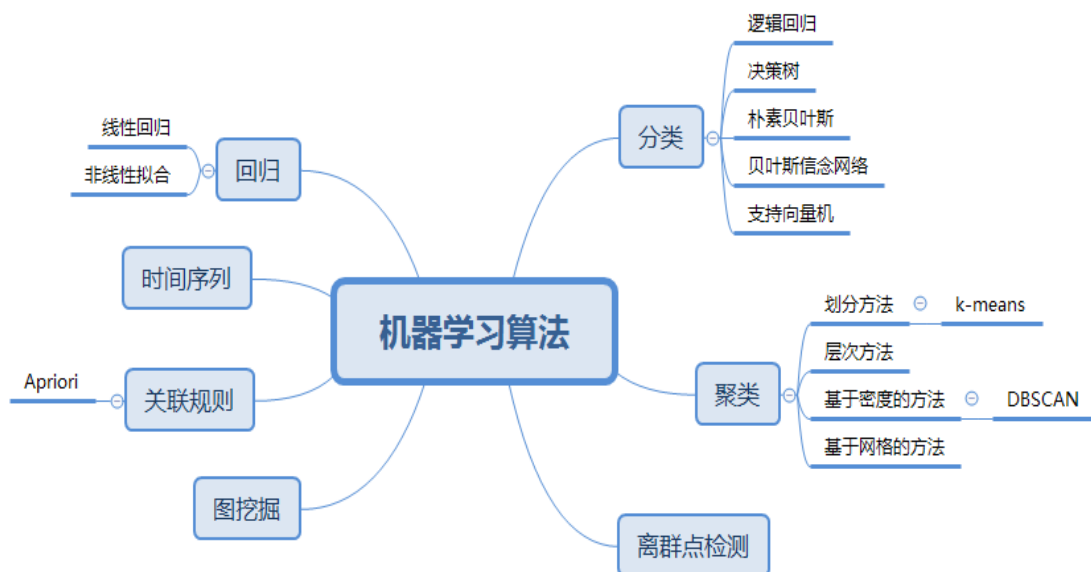 机器学习算法
分类
逻辑回归
决策树
朴素贝叶斯
贝叶斯信念网络
支持向量机
聚类
划分方法
k-means
层次方法
基于密度的方法
DBSCAN
基于网格的方法
离群点检测
回归
线性回归
非线性拟合
时间序列
关联规则
Apriori
图挖掘